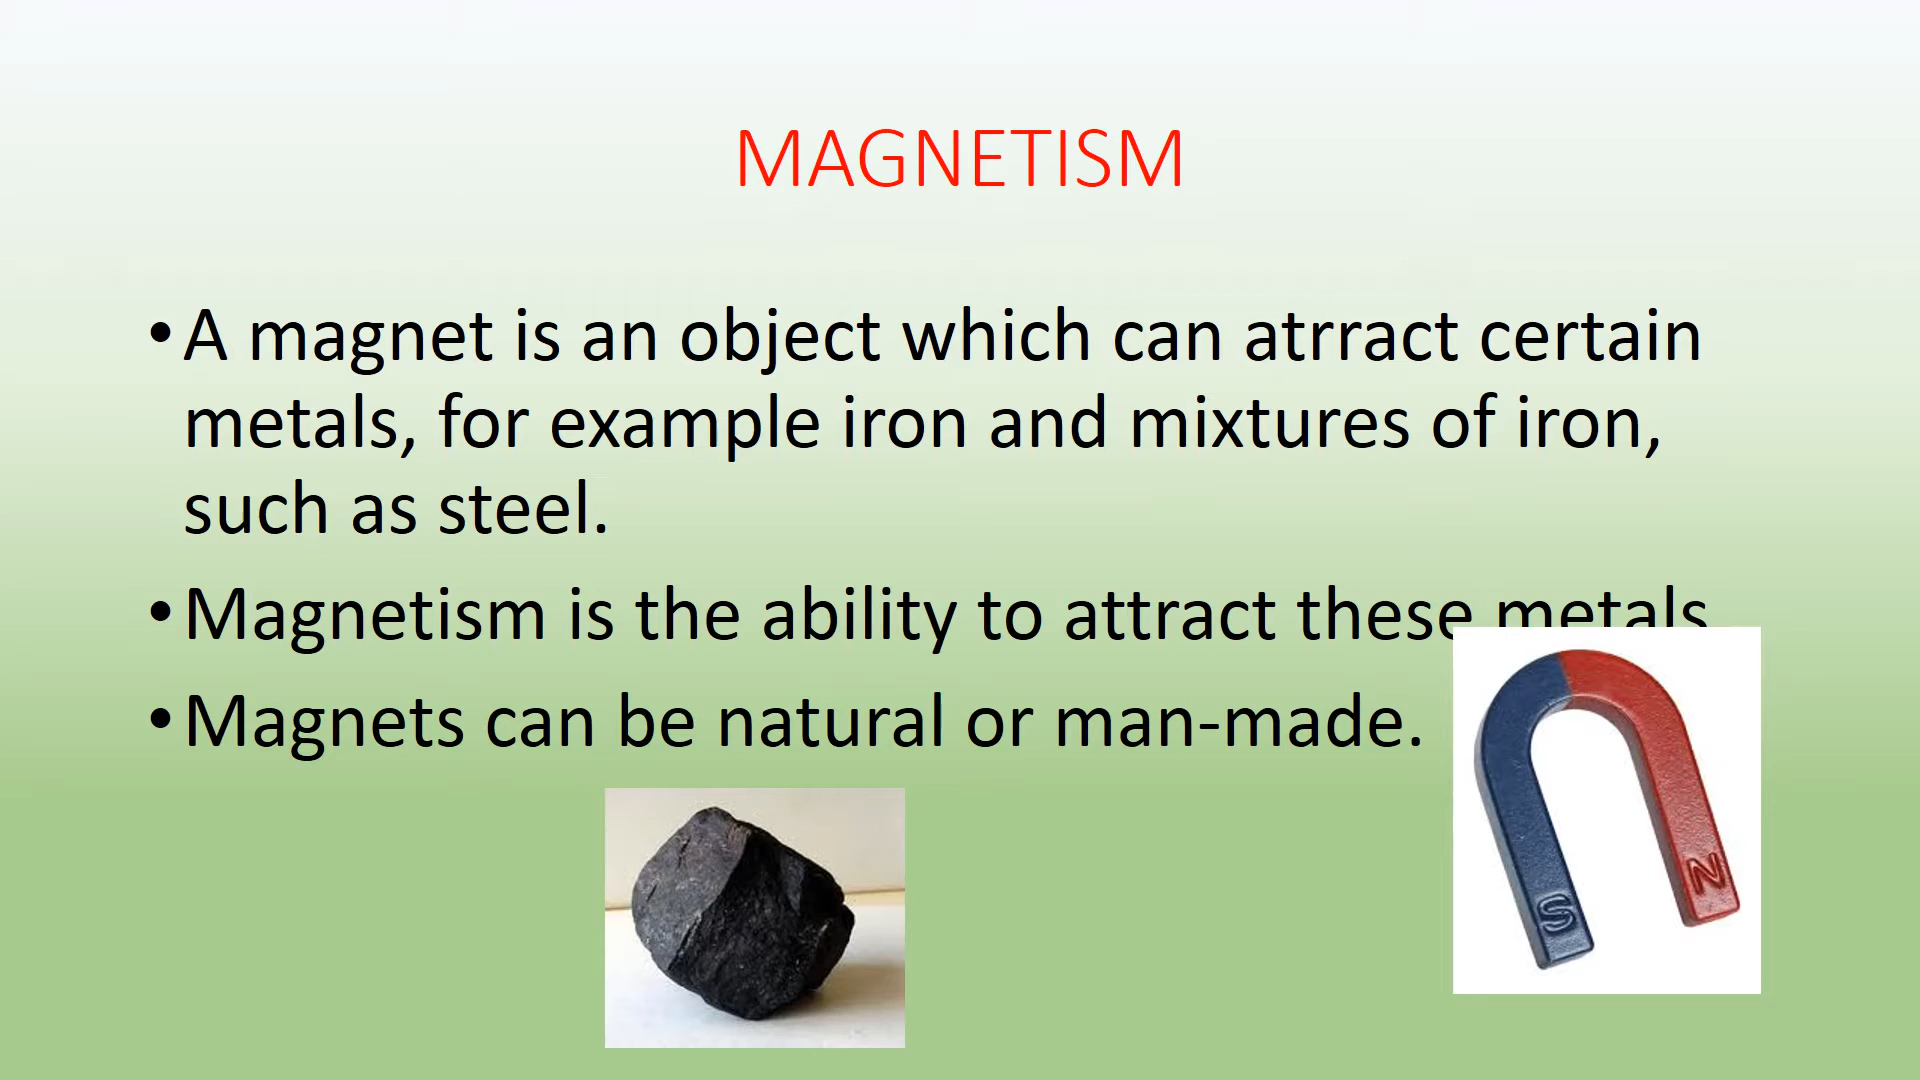 MAGNETISM
• A magnet is an object which can atrract certain
metals, for example iron and mixtures of iron,
such as steel.
• Magnetism is the ability to attract these metals
• Magnets can be natural or man-made.
N
S